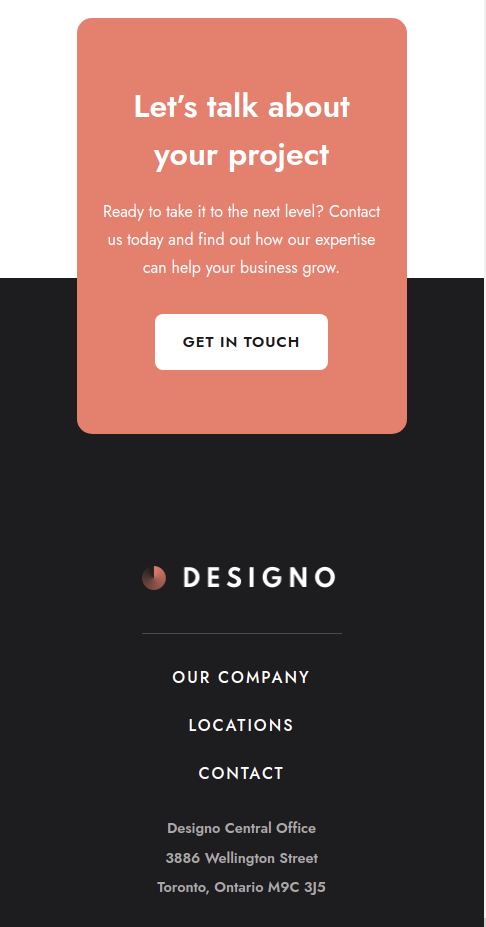 Let’s talk about
your project
Ready to take it to the next level? Contact
us today and find out how our expertise
can help your business grow.
GET IN TOUCH
DESIGNO
OUR COMPANY
LOCATIONS
CONTACT
Designo Central Office
3886 Wellington Street
Toronto, Ontario M9C 3J5